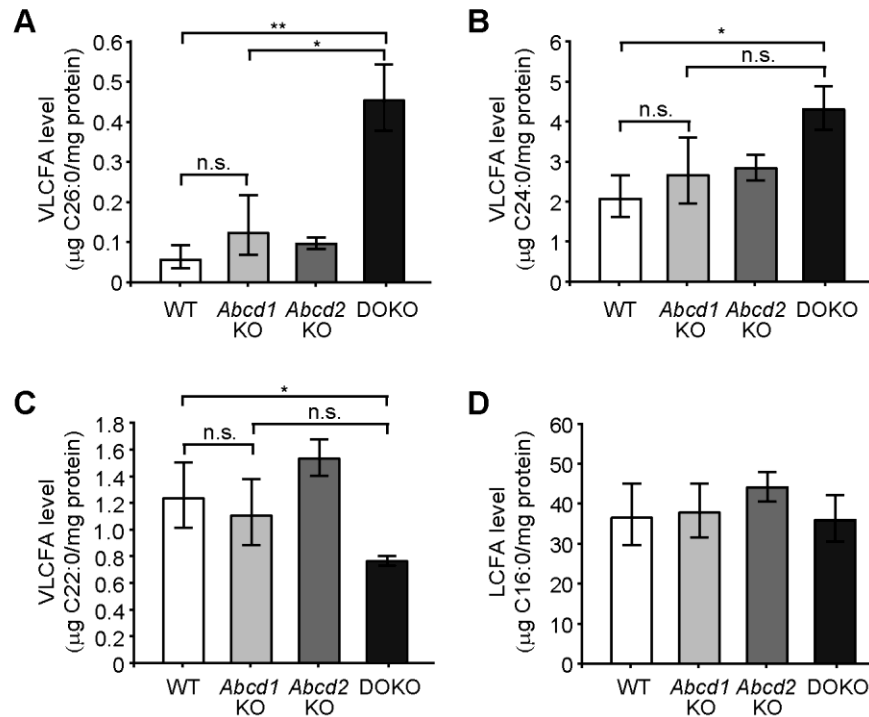 A
VLCFA level
(µg C26:0/mg protein)
0.6
0.5
0.4
0.3
0.2
0.1
0
**
*
n.s.
WT
Abcd1
KO
Abcd2
KO
DOKO
B
VLCFA level
(µg C24:0/mg protein)
6
5
4
3
2
1
0
*
n.s.
n.s.
WT
Abcd1
KO
Abcd2
KO
DOKO
C
VLCFA level
(µg C22:0/mg protein)
1.8
1.6
1.4
1.2
1.0
0.8
0.6
0.4
0.2
0
*
n.s.
n.s.
WT
Abcd1
KO
Abcd2
KO
DOKO
D
LCFA level
(µg C16:0/mg protein)
60
50
40
30
20
10
0
WT
Abcd1
KO
Abcd2
KO
DOKO